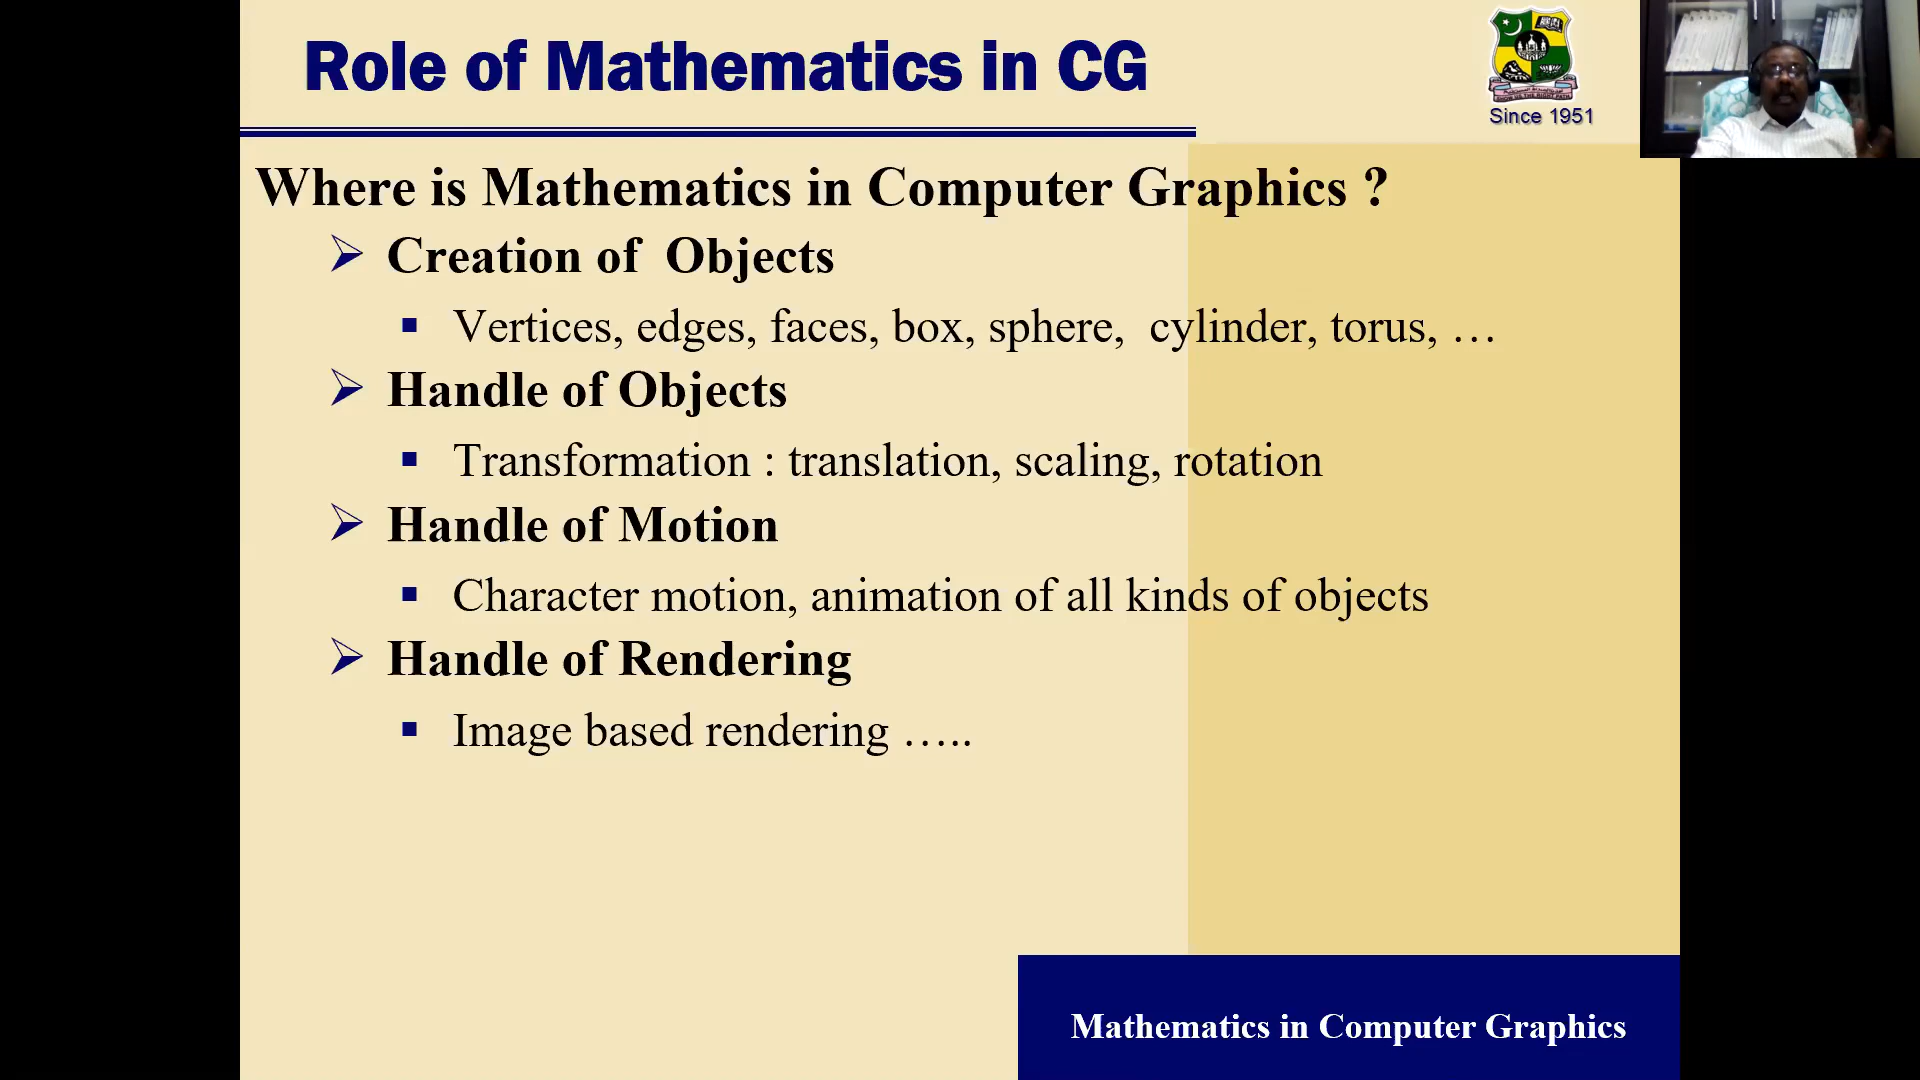 Role of Mathematics in CG
Since 1951
Where is Mathematics in Computer Graphics ?
Creation of Objects
Vertices, edges, faces, box, sphere, cylinder, torus, …
Handle of Objects
Transformation : translation, scaling, rotation
Handle of Motion
Character motion, animation of all kinds of objects
Handle of Rendering
Image based rendering …..
Mathematics in Computer Graphics